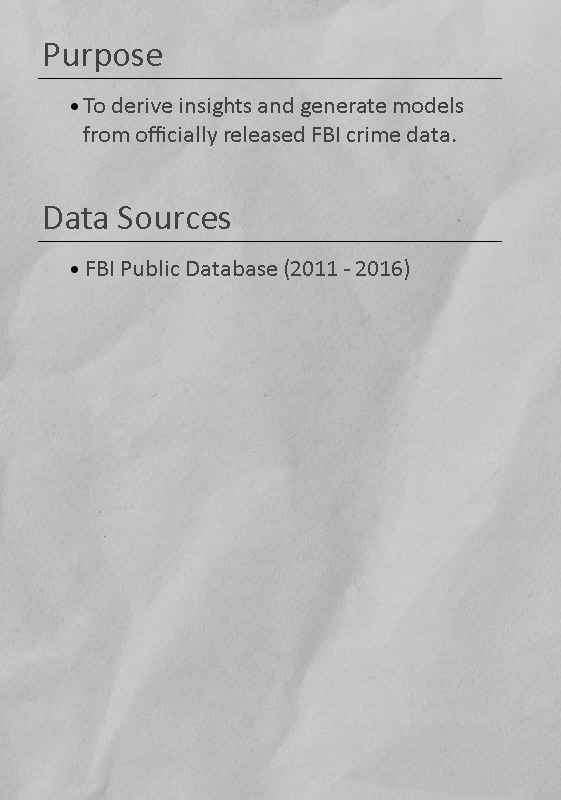 Purpose
• To derive insights and generate models
from officially released FBI crime data.
Data Sources
• FBI Public Database (2011 - 2016)